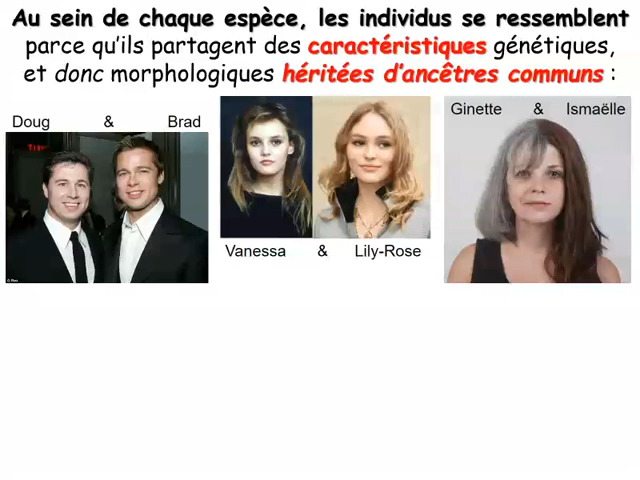 Au sein de chaque espèce, les individus se ressemblent
parce qu'ils partagent des caractéristiques génétiques,
et donc morphologiques héritées d'ancêtres communs :
Doug & Brad
Vanessa & Lily-Rose
Ginette & Ismaëlle